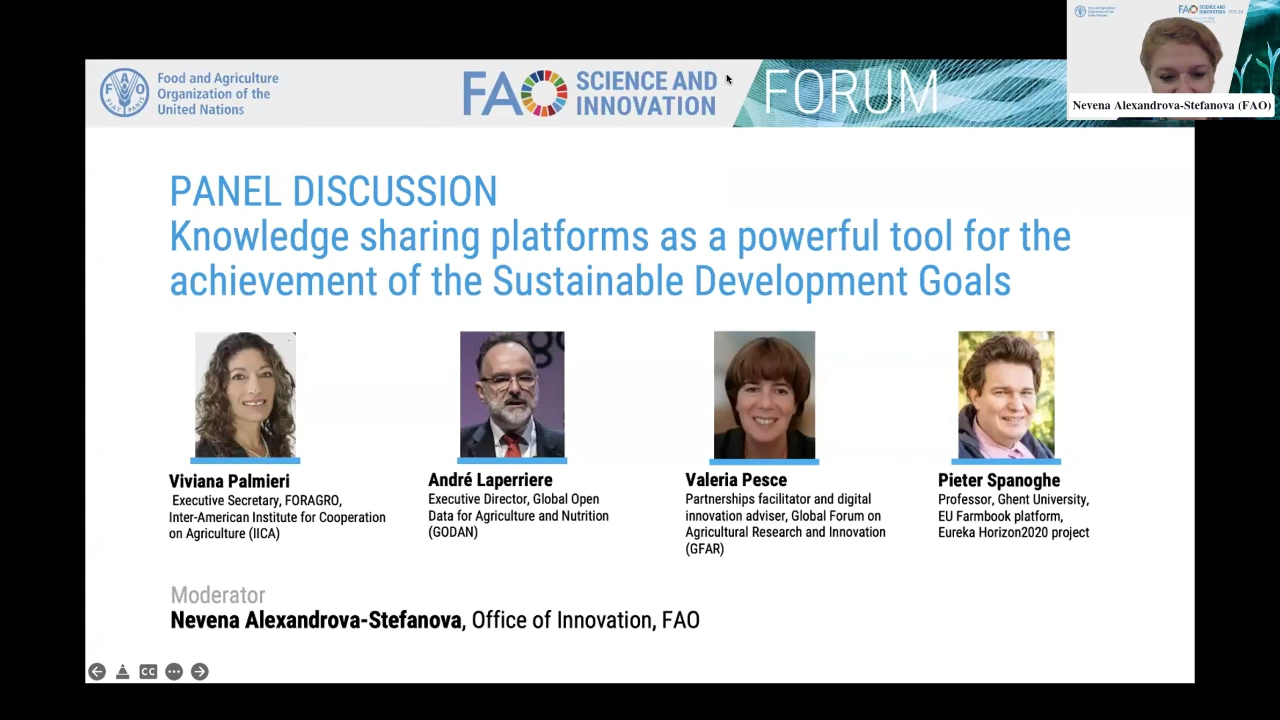 Food and Agriculture
Organization of the
United Nations
FAO SCIENCE AND
INNOVATION
FORUM
Nevena Alexandrova-Stefanova (FAO)
PANEL DISCUSSION
Knowledge sharing platforms as a powerful tool for the
achievement of the Sustainable Development Goals
Viviana Palmieri
Executive Secretary, FORAGRO,
Inter-American Institute for Cooperation
on Agriculture (IICA)
André Laperriere
Executive Director, Global Open
Data for Agriculture and Nutrition
(GODAN)
Valeria Pesce
Partnerships facilitator and digital
innovation adviser, Global Forum on
Agricultural Research and Innovation
(GFAR)
Pieter Spanoghe
Professor, Ghent University,
EU Farmbook platform,
Eureka Horizon2020 project
Moderator
Nevena Alexandrova-Stefanova, Office of Innovation, FAO
CC